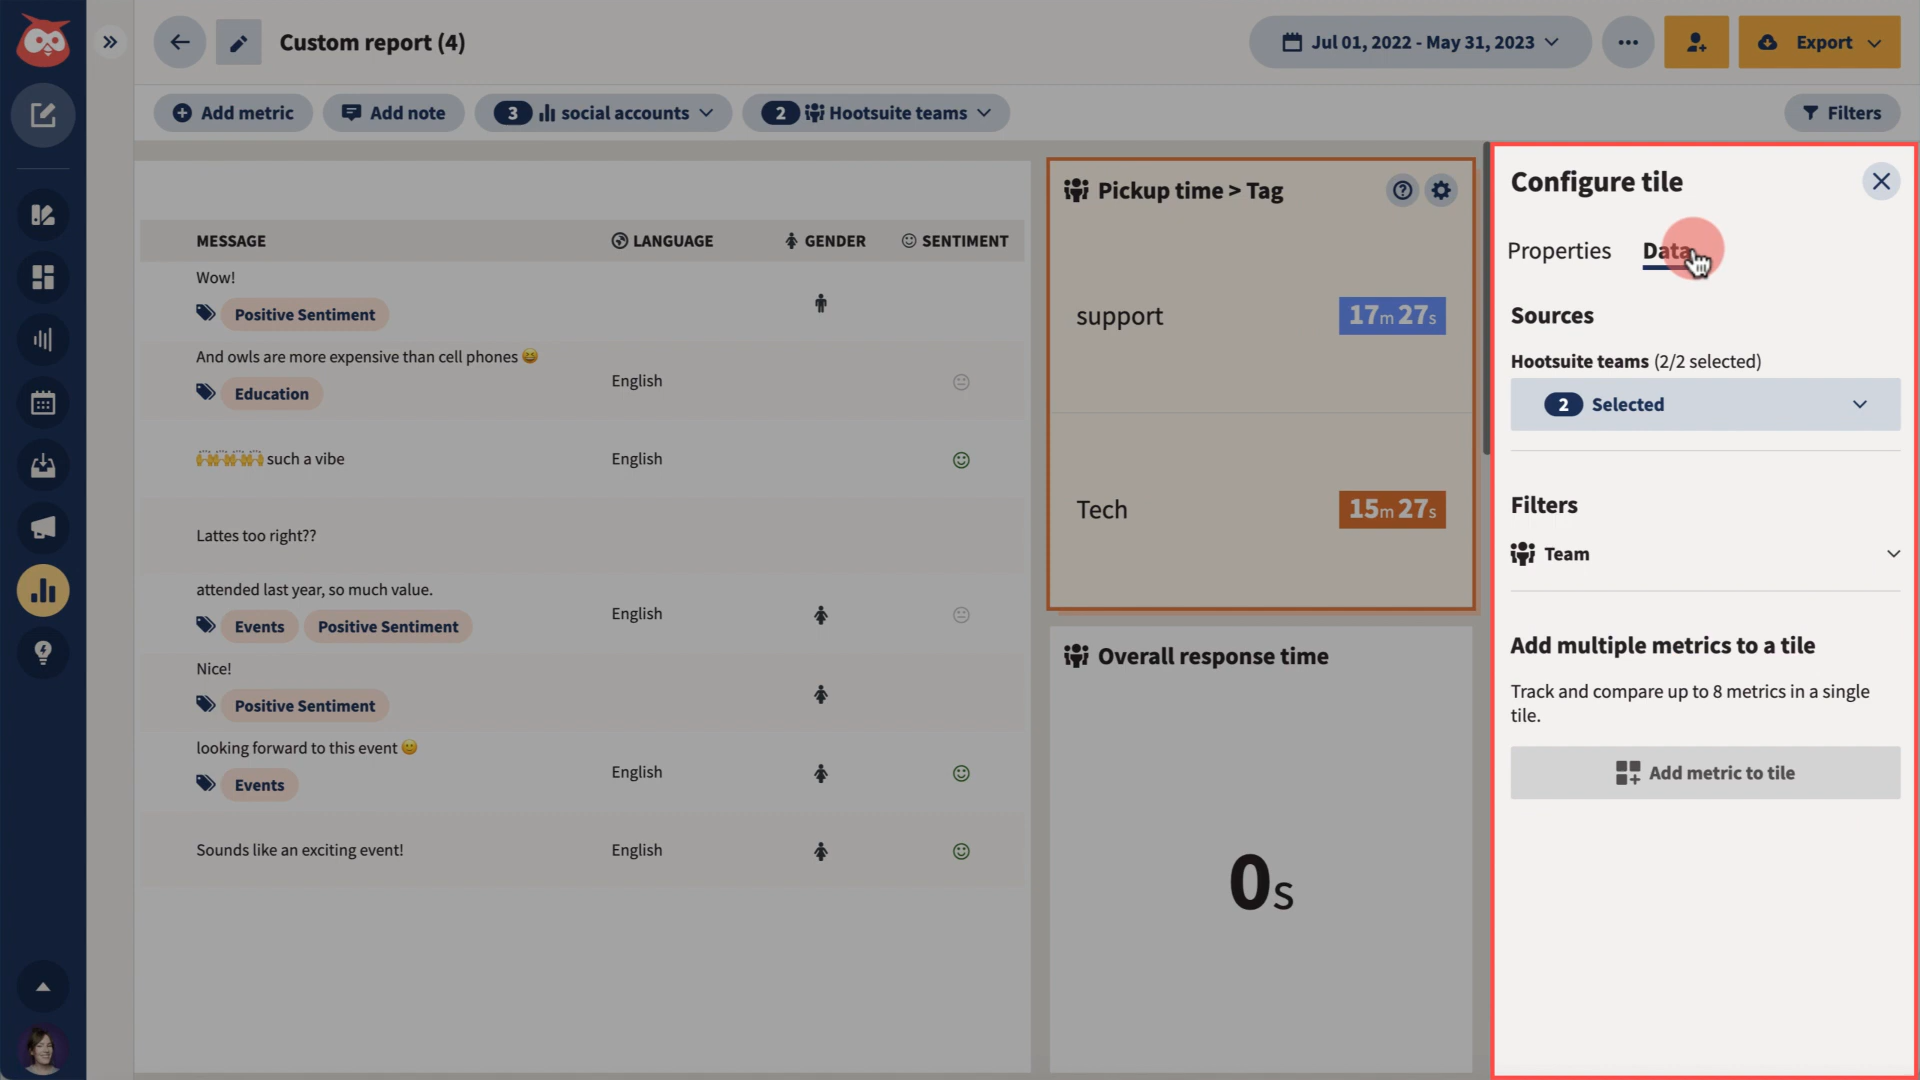 Custom report (4)
Jul 01, 2022 - May 31, 2023
Export
Add metric
Add note
3 social accounts
2 Hootsuite teams
Filters
MESSAGE LANGUAGE GENDER SENTIMENT
Wow!
Positive Sentiment
And owls are more expensive than cell phones 😆
English
Education
🙌🙌🙌🙌 such a vibe
English
Lattes too right??
attended last year, so much value.
English
Events Positive Sentiment
Nice!
Positive Sentiment
looking forward to this event 🙂
English
Events
Sounds like an exciting event!
English
Pickup time > Tag
support 17m 27s
Tech 15m 27s
Overall response time
0s
Configure tile
Properties Data
Sources
Hootsuite teams (2/2 selected)
2 Selected
Filters
Team
Add multiple metrics to a tile
Track and compare up to 8 metrics in a single
tile.
Add metric to tile